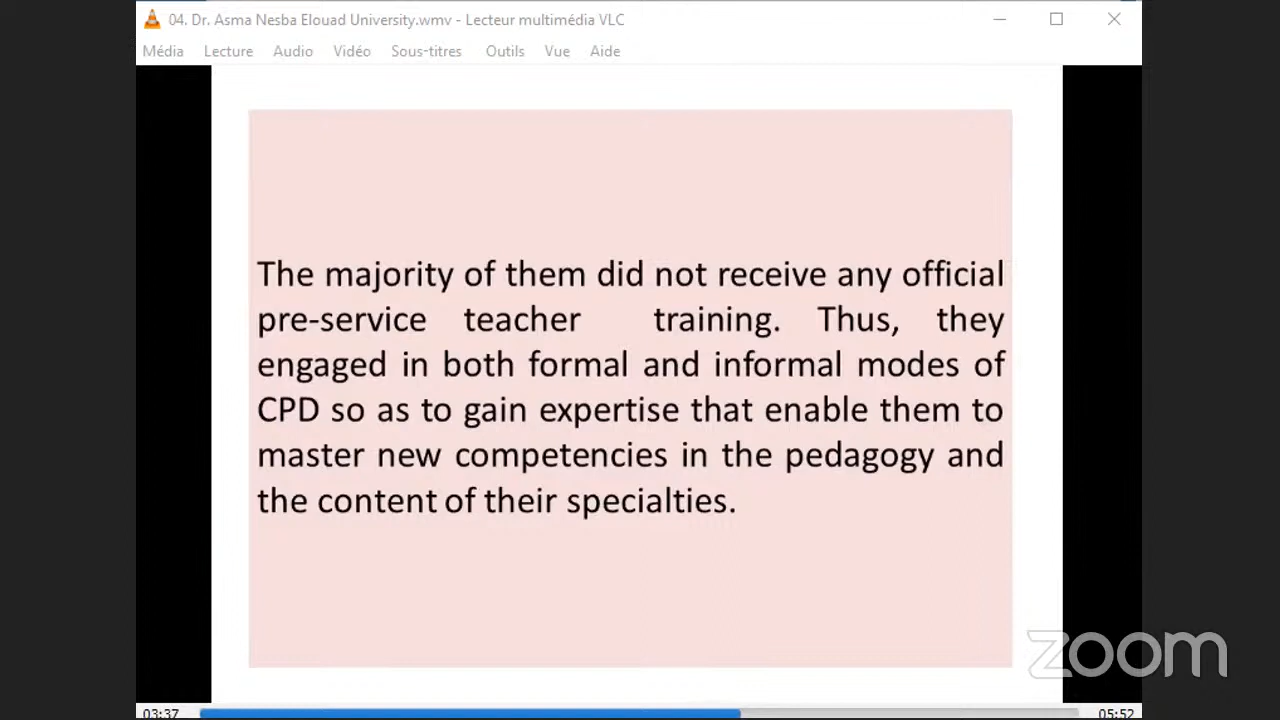 04. Dr. Asma Nesba Elouad University.wmv - Lecteur multimédia VLC
Média Lecture Audio Vidéo Sous-titres Outils Vue Aide
The majority of them did not receive any official
pre-service teacher training. Thus, they
engaged in both formal and informal modes of
CPD so as to gain expertise that enable them to
master new competencies in the pedagogy and
the content of their specialties.
zoom
03:37 05:52